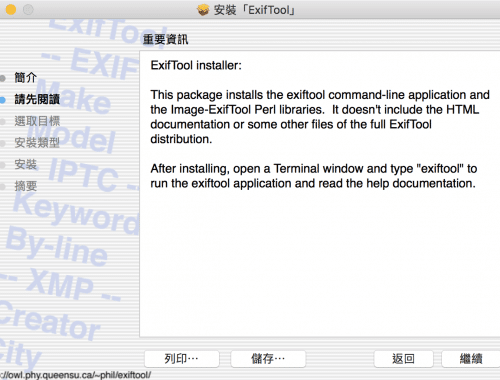 安裝「ExifTool」
ExifTool
-- EXIF
Make
Model
IPTC --
Keyword
By-line
-- XMP --
Creator
City
簡介
請先閱讀
選取目標
安裝類型
安裝
摘要
重要資訊
ExifTool installer:
This package installs the exiftool command-line application and
the Image-ExifTool Perl libraries.  It doesn't include the HTML
documentation or some other files of the full ExifTool
distribution.
After installing, open a Terminal window and type "exiftool" to
run the exiftool application and read the help documentation.
列印⋯
儲存⋯
返回
繼續
://owl.phy.queensu.ca/~phil/exiftool/